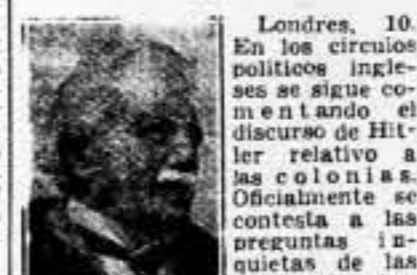 Londres, 10.
En los círculos
políticos ingle-
ses se sigue co-
mentando el
discurso de Hit-
ler relativo a
las colonias.
Oficialmente se
contesta a las
preguntas in-
quietas de las